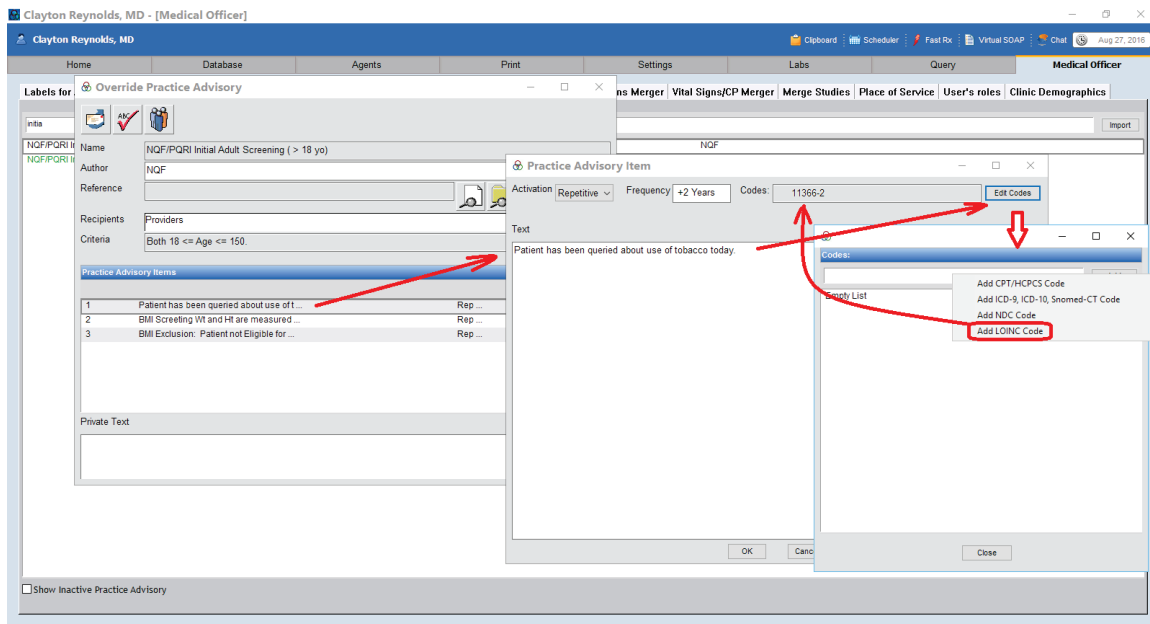 Clayton Reynolds, MD - [Medical Officer]
Clayton Reynolds, MD
Clipboard Scheduler Fast Rx Virtual SOAP Chat Aug 27, 2016
Home Database Agents Print Settings Labs Query Medical Officer
Labels for
ns Merger Vital Signs/CP Merger Merge Studies Place of Service User's roles Clinic Demographics
initia
Import
NQF/PQRI
NQF
NQF/PQRI
Override Practice Advisory
ABC
Name NQF/PQRI Initial Adult Screening ( > 18 yo)
Author NQF
Reference
Recipients Providers
Criteria Both 18 <= Age <= 150.
Practice Advisory Items
1 Patient has been queried about use of t ... Rep ...
2 BMI Screeting Wt and Ht are measured ... Rep ...
3 BMI Exclusion: Patient not Eligible for ... Rep ...
Private Text
Practice Advisory Item
Activation Repetitive Frequency +2 Years Codes: 11366-2 Edit Codes
Text
Patient has been queried about use of tobacco today.
OK Canc
Codes:
Empty List
Add CPT/HCPCS Code
Add ICD-9, ICD-10, Snomed-CT Code
Add NDC Code
Add LOINC Code
Close
Show Inactive Practice Advisory